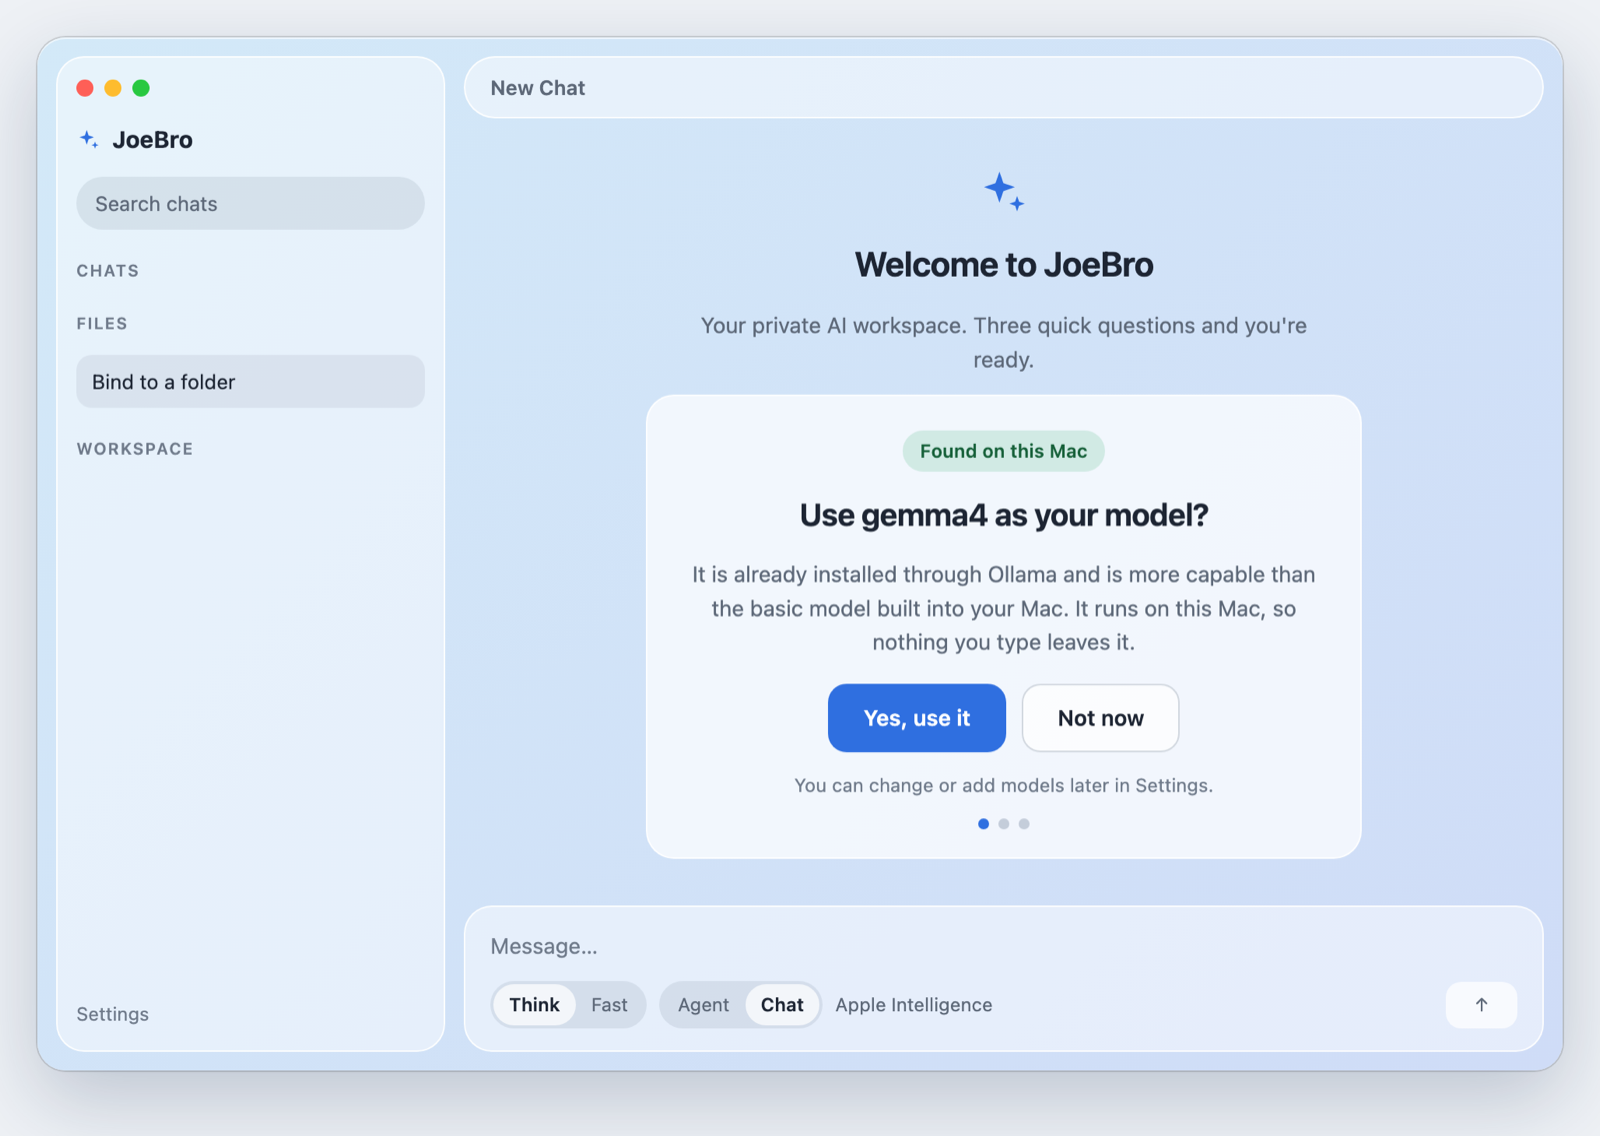 JoeBro
Search chats
CHATS
FILES
Bind to a folder
WORKSPACE
Settings
New Chat
Welcome to JoeBro
Your private AI workspace. Three quick questions and you're
ready.
Found on this Mac
Use gemma4 as your model?
It is already installed through Ollama and is more capable than
the basic model built into your Mac. It runs on this Mac, so
nothing you type leaves it.
Yes, use it
Not now
You can change or add models later in Settings.
Message...
Think Fast Agent Chat Apple Intelligence